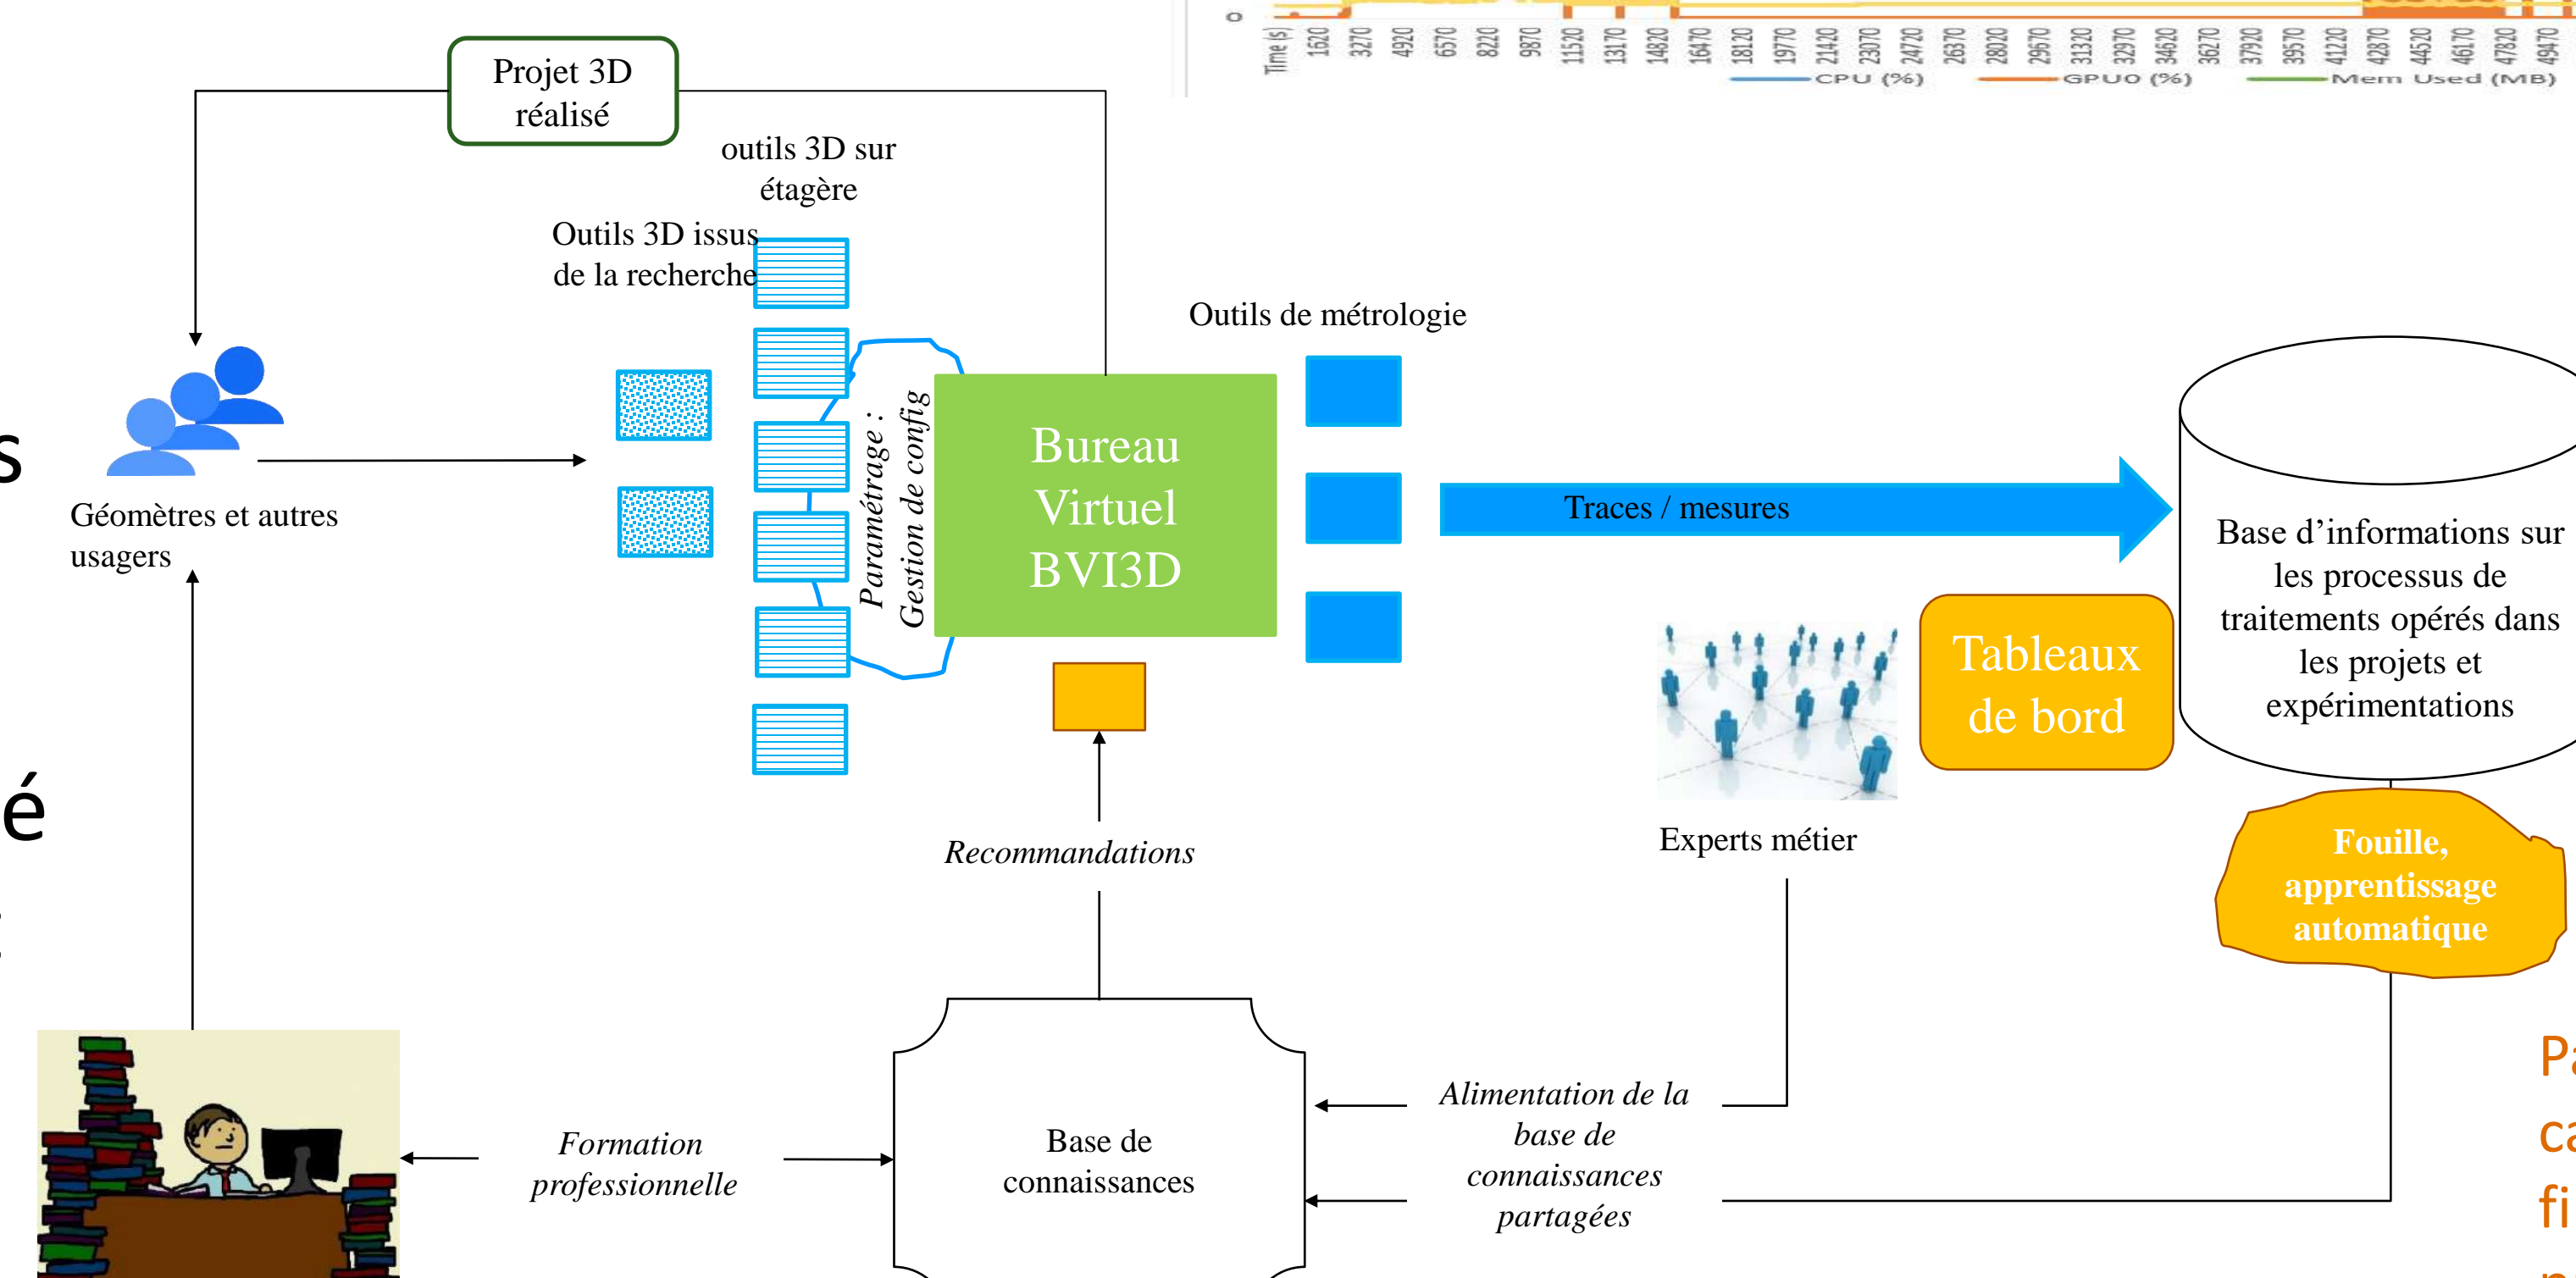 0
Time (s)
1620
3270
4920
6570
8220
9870
11520
13170
14820
16470
18120
19770
21420
23070
24720
26370
28020
29670
31320
32970
34620
36270
37920
39570
41220
42870
44520
46170
47820
49470
CPU (%)
GPU0 (%)
Mem Used (MB)
Projet 3D
réalisé
outils 3D sur
étagère
Outils 3D issus
de la recherche
Outils de métrologie
s
Géomètres et autres
usagers
Paramétrage :
Gestion de config
Bureau
Virtuel
BVI3D
Traces / mesures
Base d’informations sur
les processus de
traitements opérés dans
les projets et
expérimentations
Tableaux
de bord
é
Recommandations
Experts métier
Fouille,
apprentissage
automatique
Formation
professionnelle
Base de
connaissances
Alimentation de la
base de
connaissances
partagées
Pa
ca
fi